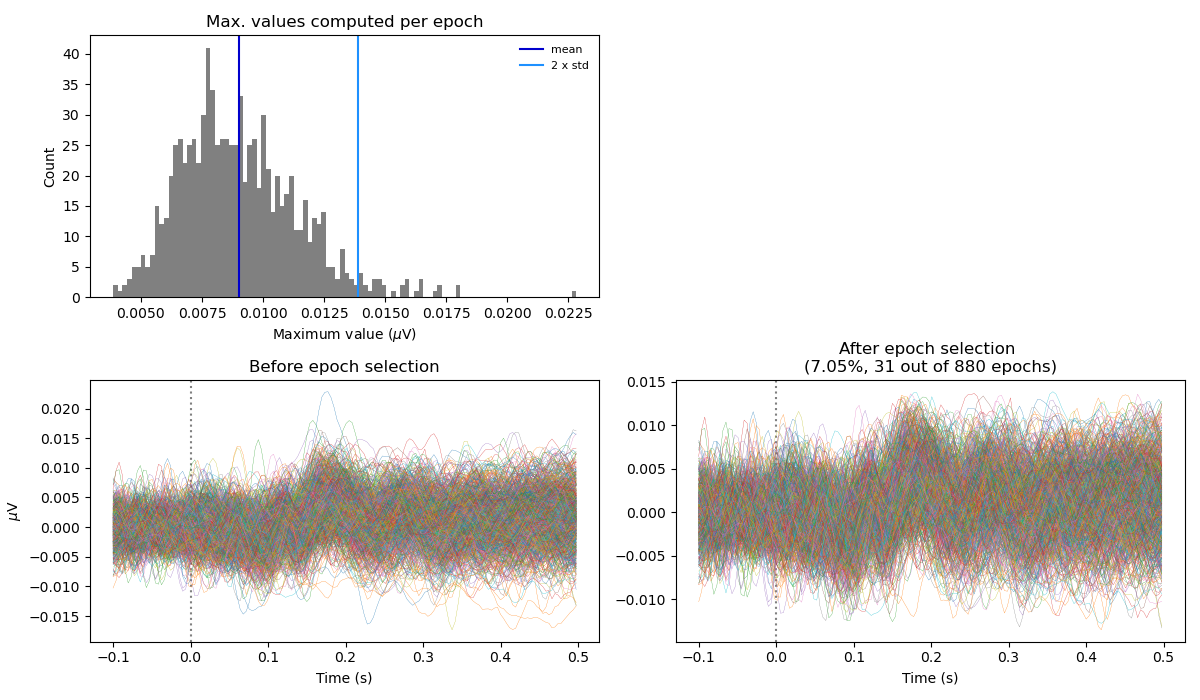 Max. values computed per epoch
mean
2 x std
40
35
30
25
20
15
10
5
0
Count
0.0050 0.0075 0.0100 0.0125 0.0150 0.0175 0.0200 0.0225
Maximum value (μV)
Before epoch selection
0.020
0.015
0.010
0.005
0.000
−0.005
−0.010
−0.015
μV
−0.1 0.0 0.1 0.2 0.3 0.4 0.5
Time (s)
After epoch selection
(7.05%, 31 out of 880 epochs)
0.015
0.010
0.005
0.000
−0.005
−0.010
−0.1 0.0 0.1 0.2 0.3 0.4 0.5
Time (s)